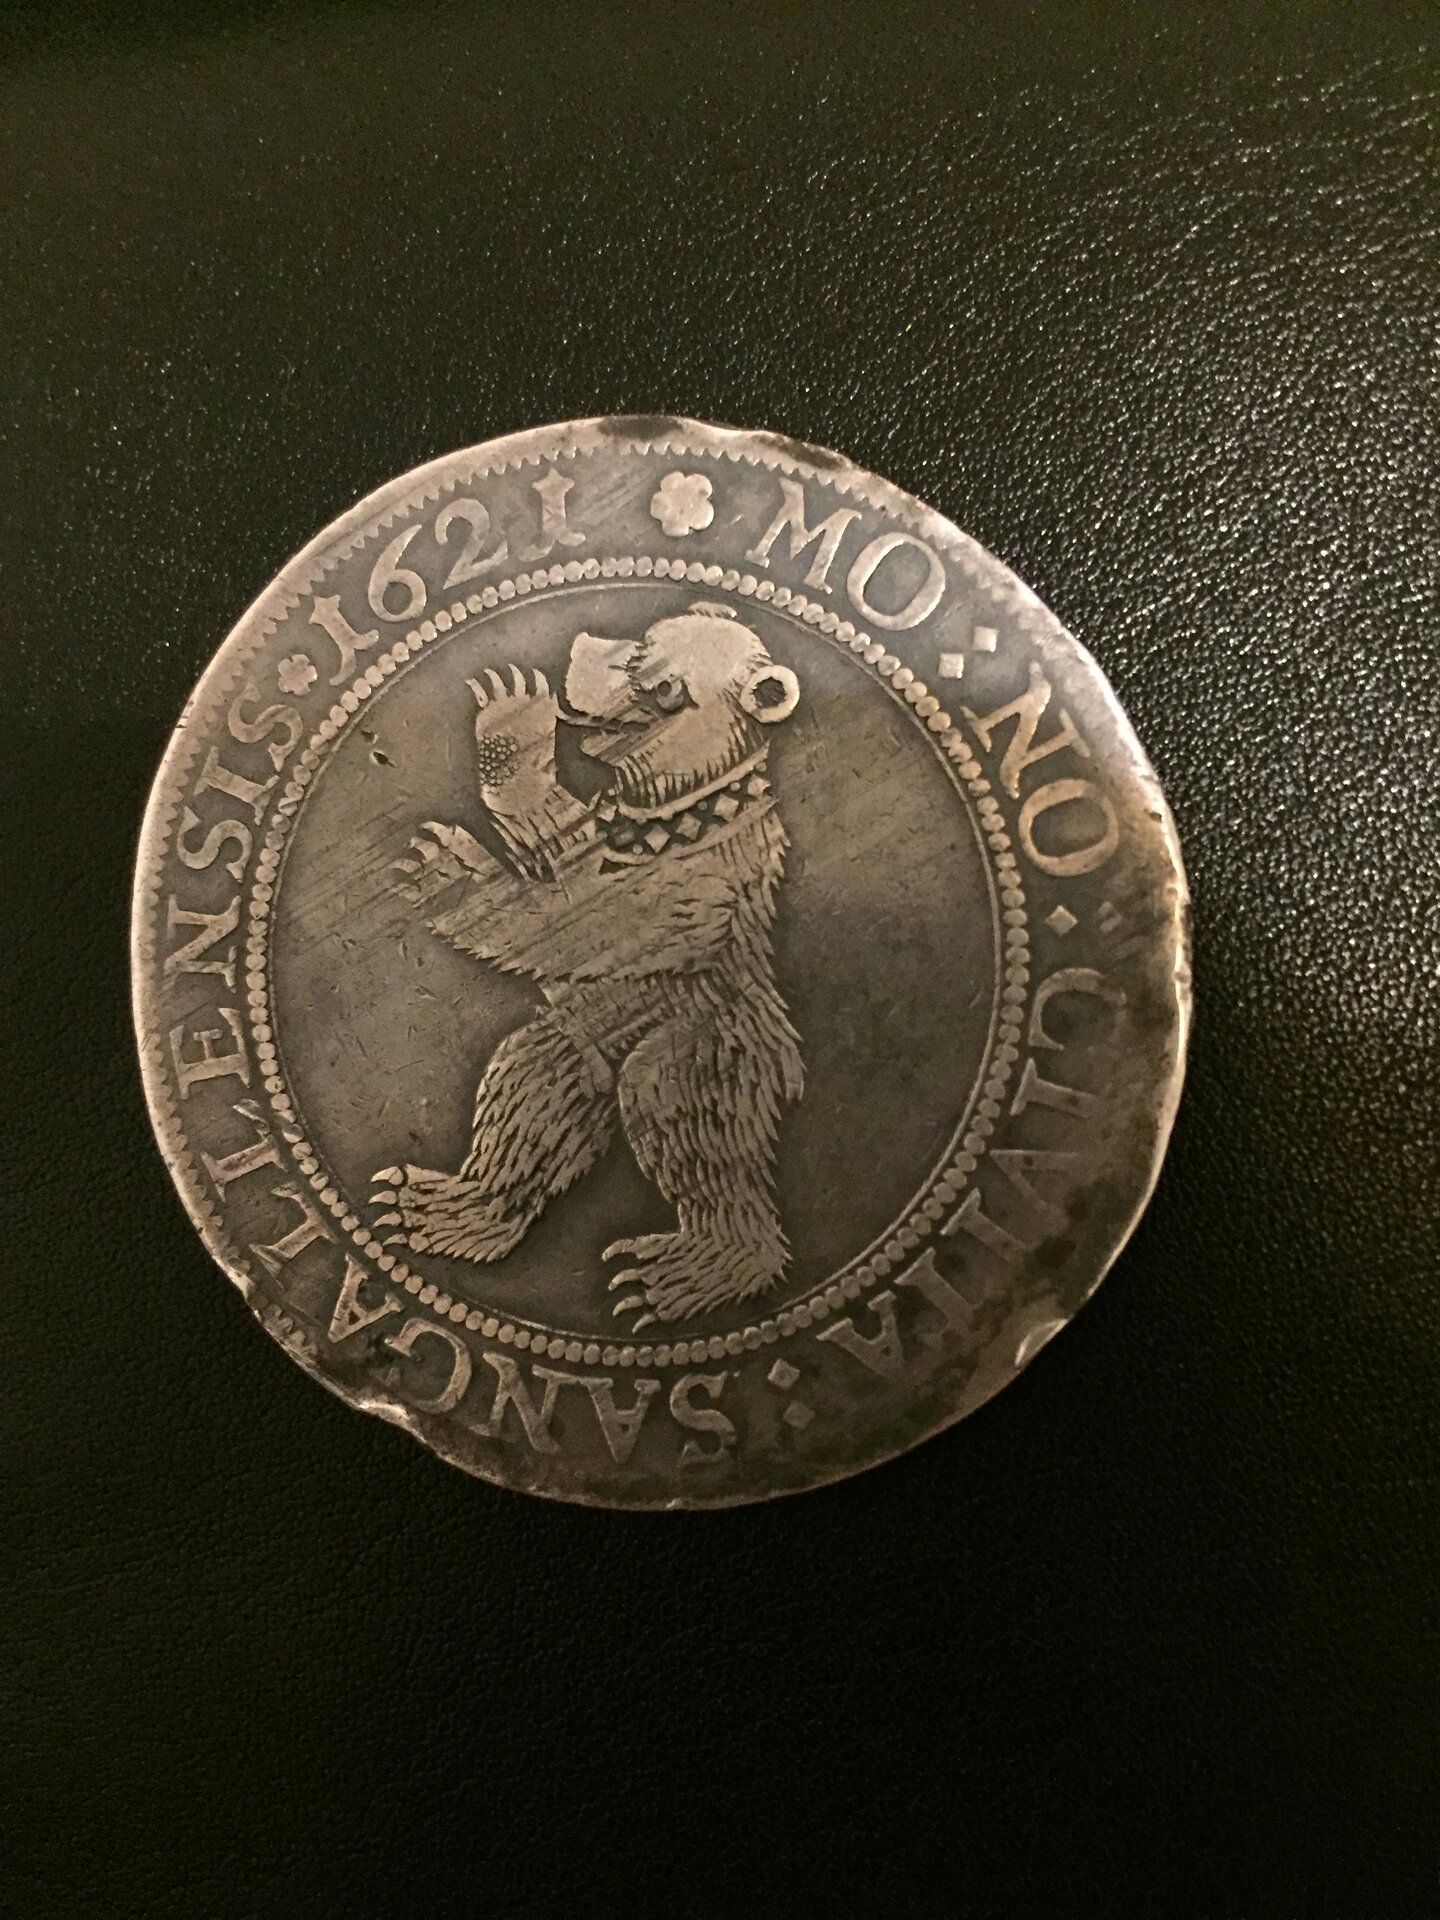 MO : NO · CIVITA : SANGALLENSIS · 1621